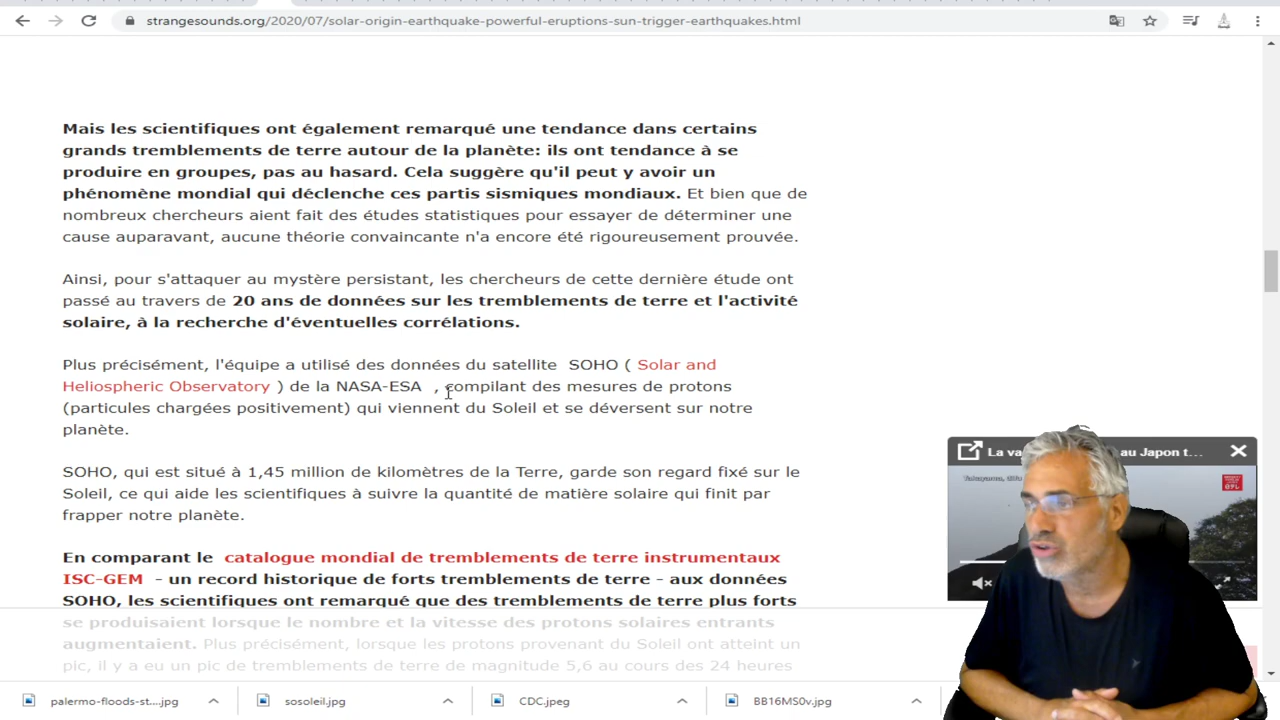 strangesounds.org/2020/07/solar-origin-earthquake-powerful-eruptions-sun-trigger-earthquakes.html
Mais les scientifiques ont également remarqué une tendance dans certains
grands tremblements de terre autour de la planète: ils ont tendance à se
produire en groupes, pas au hasard. Cela suggère qu'il peut y avoir un
phénomène mondial qui déclenche ces partis sismiques mondiaux. Et bien que de
nombreux chercheurs aient fait des études statistiques pour essayer de déterminer une
cause auparavant, aucune théorie convaincante n'a encore été rigoureusement prouvée.
Ainsi, pour s'attaquer au mystère persistant, les chercheurs de cette dernière étude ont
passé au travers de 20 ans de données sur les tremblements de terre et l'activité
solaire, à la recherche d'éventuelles corrélations.
Plus précisément, l'équipe a utilisé des données du satellite SOHO ( Solar and
Heliospheric Observatory ) de la NASA-ESA , compilant des mesures de protons
(particules chargées positivement) qui viennent du Soleil et se déversent sur notre
planète.
SOHO, qui est situé à 1,45 million de kilomètres de la Terre, garde son regard fixé sur le
Soleil, ce qui aide les scientifiques à suivre la quantité de matière solaire qui finit par
frapper notre planète.
En comparant le catalogue mondial de tremblements de terre instrumentaux
ISC-GEM - un record historique de forts tremblements de terre - aux données
SOHO, les scientifiques ont remarqué que des tremblements de terre plus forts
se produisaient lorsque le nombre et la vitesse des protons solaires entrants
augmentaient. Plus précisément, lorsque les protons provenant du Soleil ont atteint un
pic, il y a eu un pic de tremblements de terre de magnitude 5,6 au cours des 24 heures
La va au Japon t...
palermo-floods-st....jpg
sosoleil.jpg
CDC.jpeg
BB16MS0v.jpg